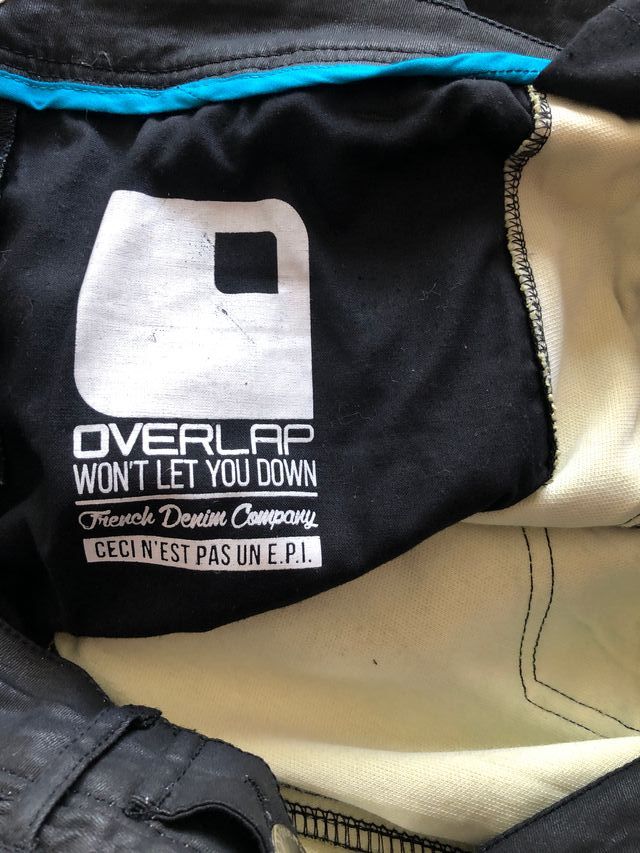 OVERLAP
WON'T LET YOU DOWN
French Denim Company
CECI N'EST PAS UN E.P.I.